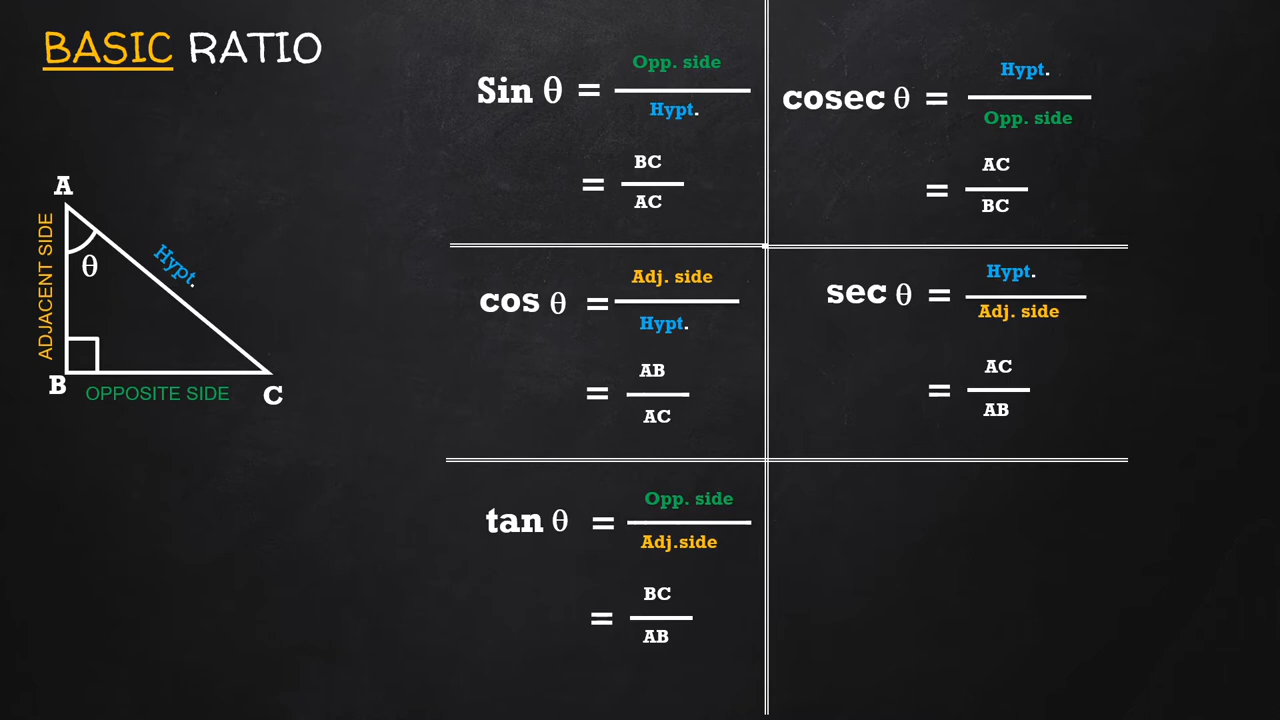 BASIC RATIO
A
ADJACENT SIDE
Hypt.
θ
B
OPPOSITE SIDE
C
Sin θ = Opp. side
Hypt.
= BC
AC
cosec θ = Hypt.
Opp. side
= AC
BC
cos θ = Adj. side
Hypt.
= AB
AC
sec θ = Hypt.
Adj. side
= AC
AB
tan θ = Opp. side
Adj.side
= BC
AB